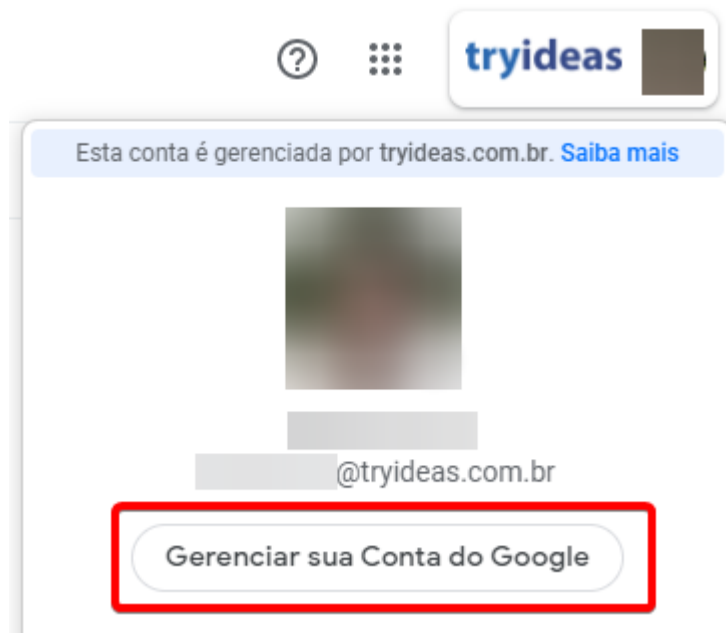 tryideas
Esta conta é gerenciada por tryideas.com.br. Saiba mais
@tryideas.com.br
Gerenciar sua Conta do Google